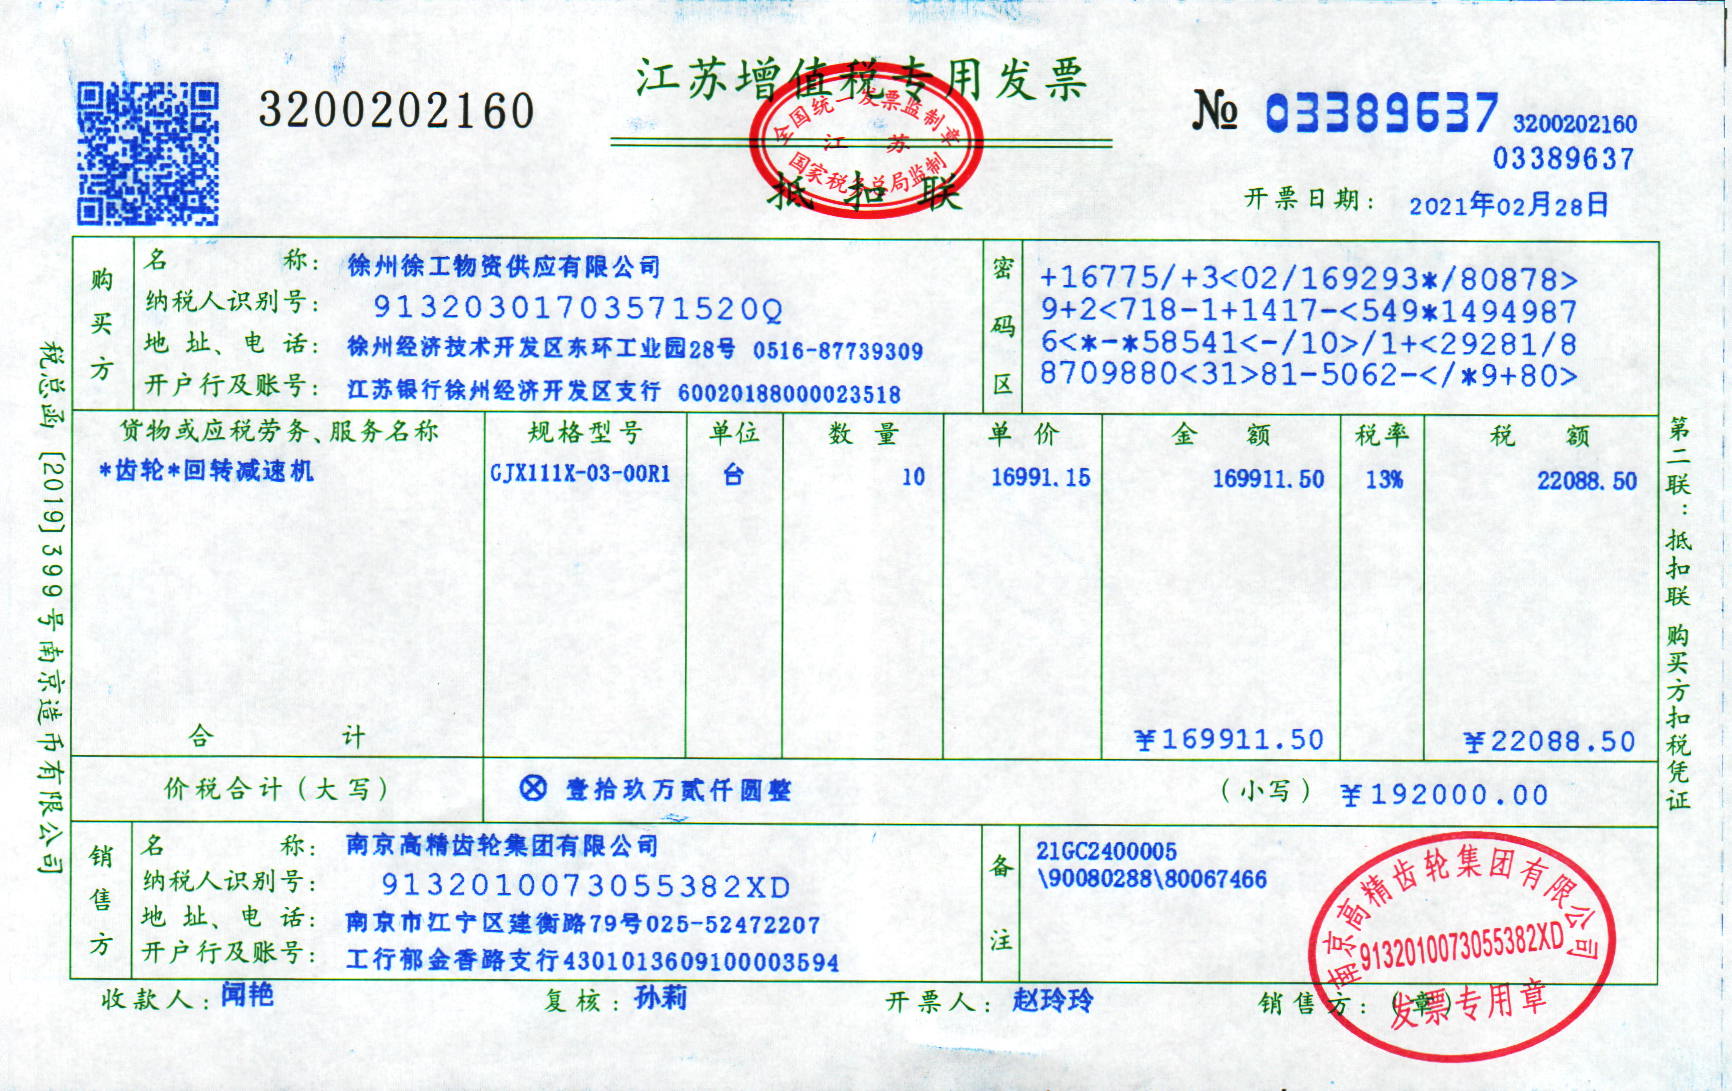 江苏增值税专用发票
3200202160
№ 03389637
3200202160
03389637
全国统一发票监制章
江 苏
国家税务总局监制
抵扣联
开票日期: 2021年02月28日
购买方
名 称: 徐州徐工物资供应有限公司
纳税人识别号: 91320301703571520Q
地 址、电 话: 徐州经济技术开发区东环工业园28号 0516-87739309
开户行及账号: 江苏银行徐州经济开发区支行 60020188000023518
密码区
+16775/+3<02/169293*/80878>
9+2<718-1+1417-<549*1494987
6<*-*58541<-/10>/1+<29281/8
8709880<31>81-5062-</*9+80>
货物或应税劳务、服务名称 规格型号 单位 数 量 单 价 金 额 税率 税 额
*齿轮*回转减速机 GJX111X-03-00R1 台 10 16991.15 169911.50 13% 22088.50
合 计 ¥169911.50 ¥22088.50
价税合计(大写) ⊗ 壹拾玖万贰仟圆整 (小写) ¥192000.00
销售方
名 称: 南京高精齿轮集团有限公司
纳税人识别号: 9132010073055382XD
地 址、电 话: 南京市江宁区建衡路79号025-52472207
开户行及账号: 工行郁金香路支行4301013609100003594
备注
21GC2400005
\90080288\80067466
收款人: 闻艳 复核: 孙莉 开票人: 赵玲玲 销售方: (章)
南京高精齿轮集团有限公司
9132010073055382XD
发票专用章
税总函[2019]399号南京造币有限公司
第二联: 抵扣联 购买方扣税凭证